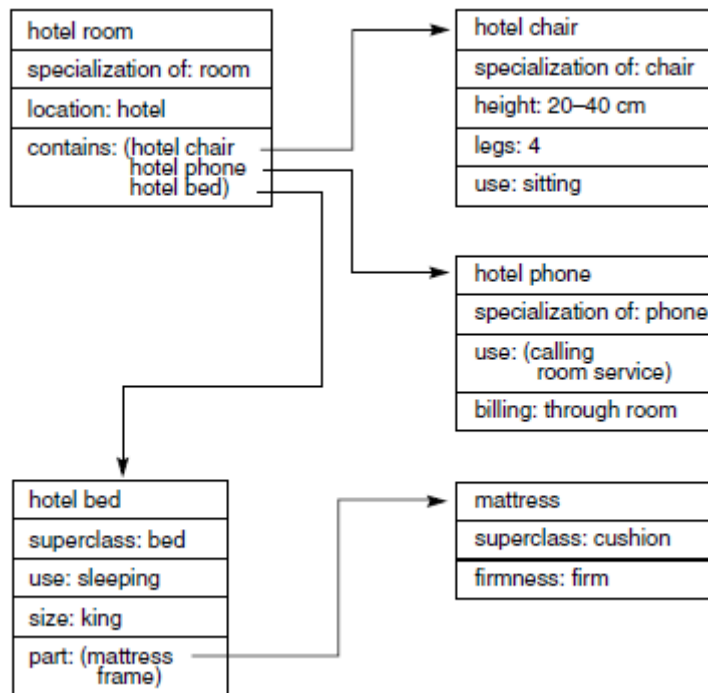 hotel room
specialization of: room
location: hotel
contains: (hotel chair
hotel phone
hotel bed)
hotel chair
specialization of: chair
height: 20–40 cm
legs: 4
use: sitting
hotel phone
specialization of: phone
use: (calling
room service)
billing: through room
hotel bed
superclass: bed
use: sleeping
size: king
part: (mattress
frame)
mattress
superclass: cushion
firmness: firm